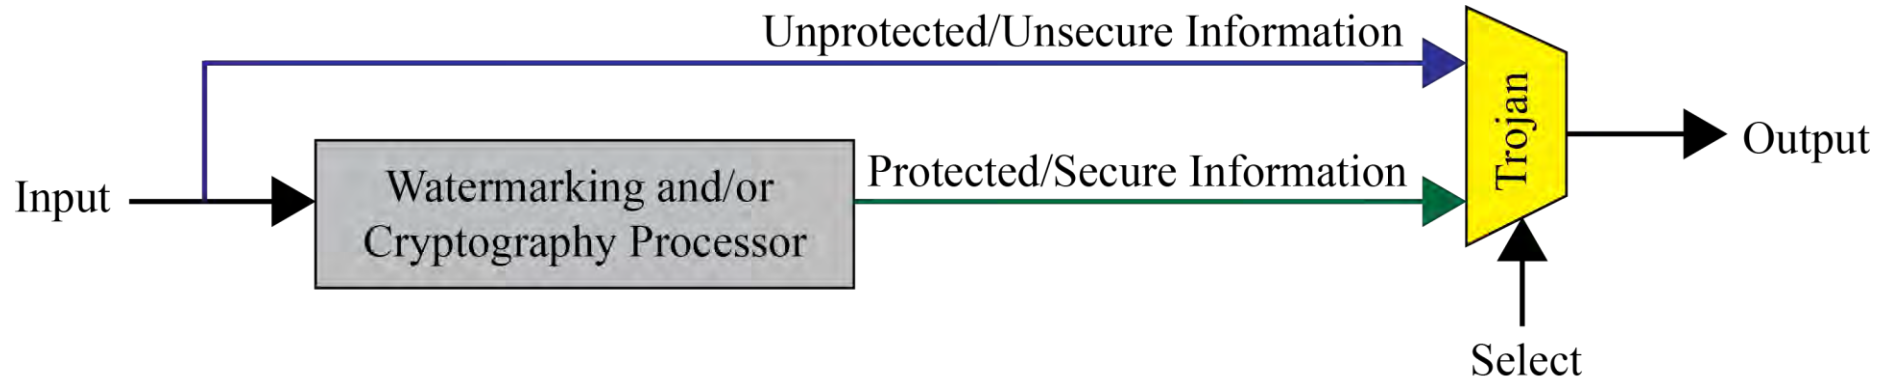 Unprotected/Unsecure Information
Trojan
Output
Protected/Secure Information
Input
Watermarking and/or
Cryptography Processor
Select